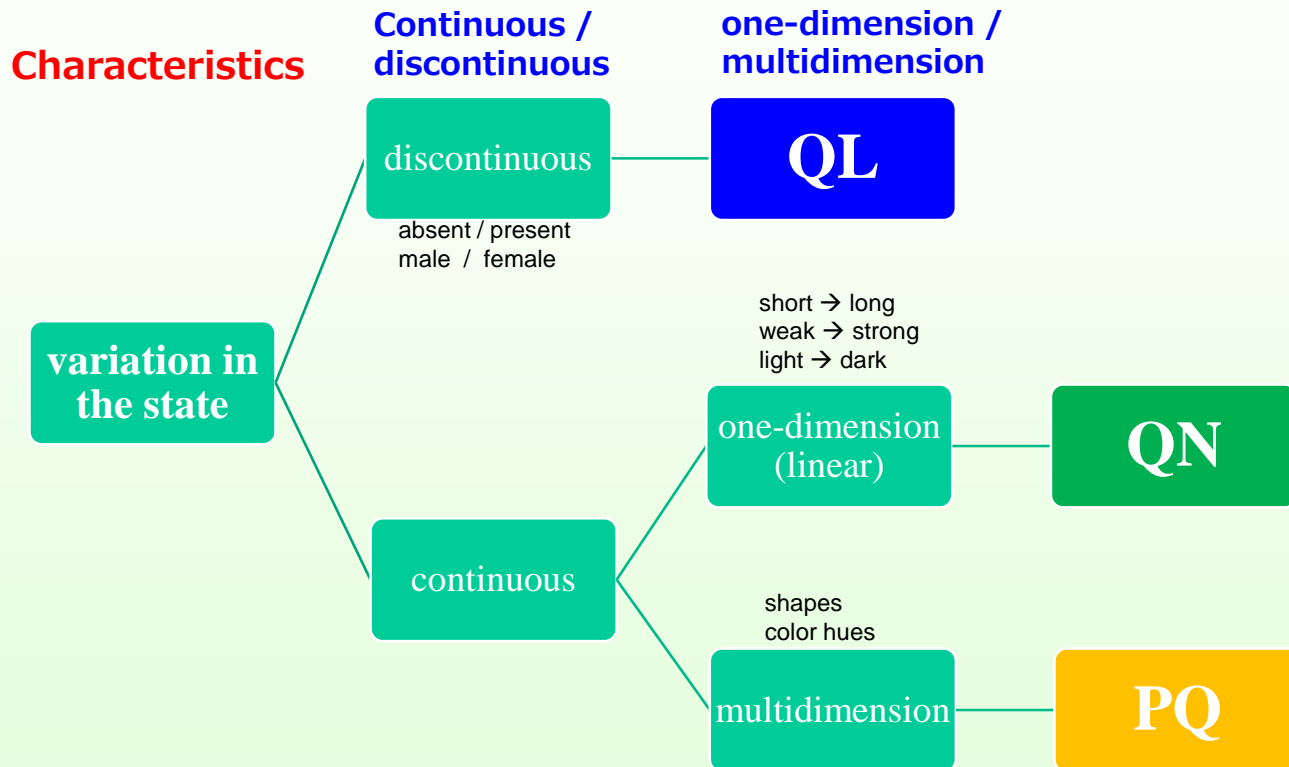 Characteristics
Continuous /
discontinuous
one-dimension /
multidimension
discontinuous
QL
absent / present
male / female
variation in
the state
short → long
weak → strong
light → dark
one-dimension
(linear)
QN
continuous
shapes
color hues
multidimension
PQ